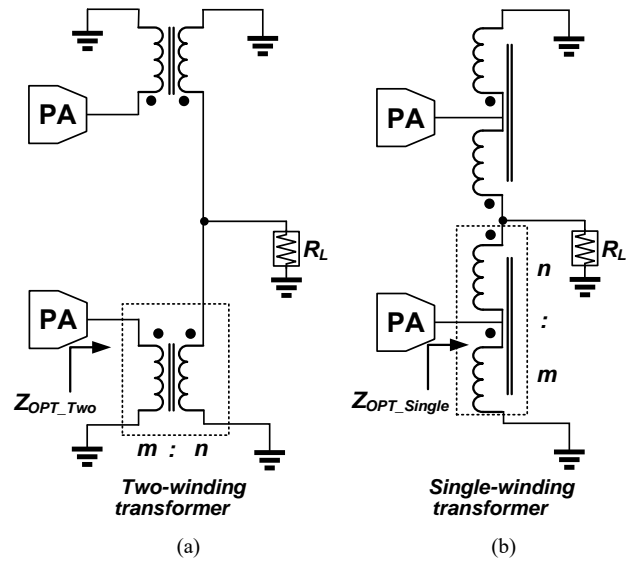 PA
R_L
PA
Z_OPT_Two
m : n
Two-winding
transformer
(a)
PA
R_L
PA
n
:
m
Z_OPT_Single
Single-winding
transformer
(b)